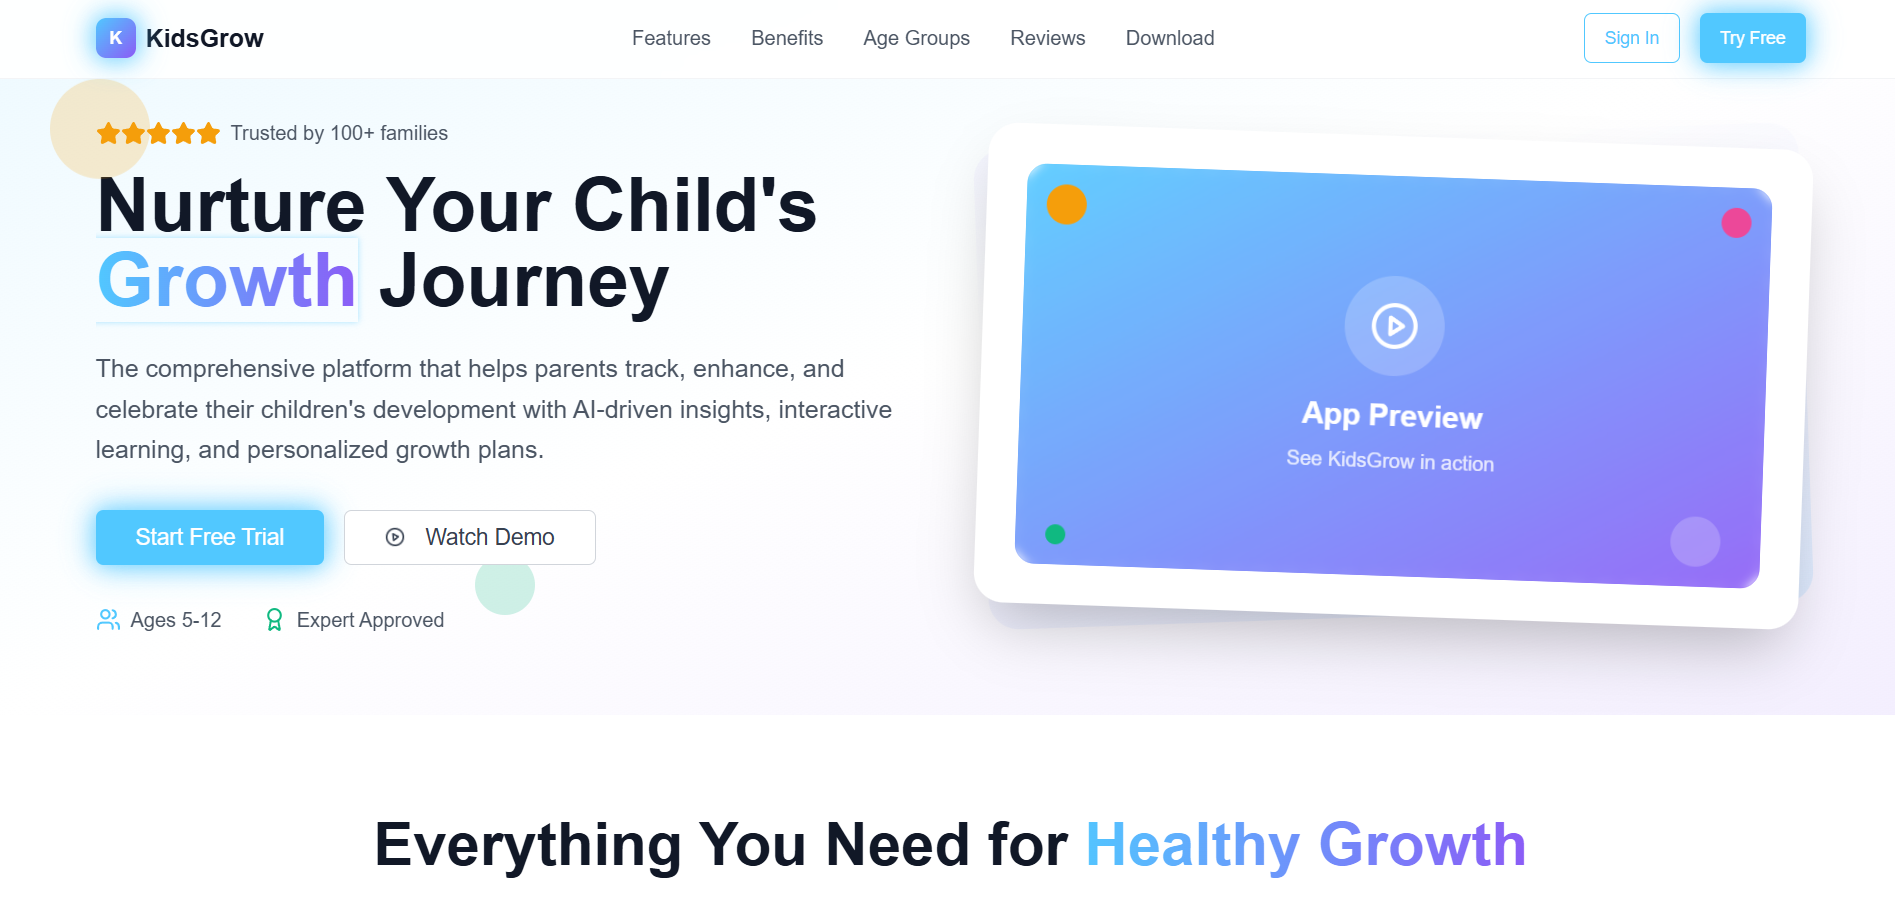 K KidsGrow
Features Benefits Age Groups Reviews Download
Sign In Try Free
Trusted by 100+ families
Nurture Your Child's
Growth Journey
The comprehensive platform that helps parents track, enhance, and
celebrate their children's development with AI-driven insights, interactive
learning, and personalized growth plans.
Start Free Trial Watch Demo
Ages 5-12 Expert Approved
App Preview
See KidsGrow in action
Everything You Need for Healthy Growth